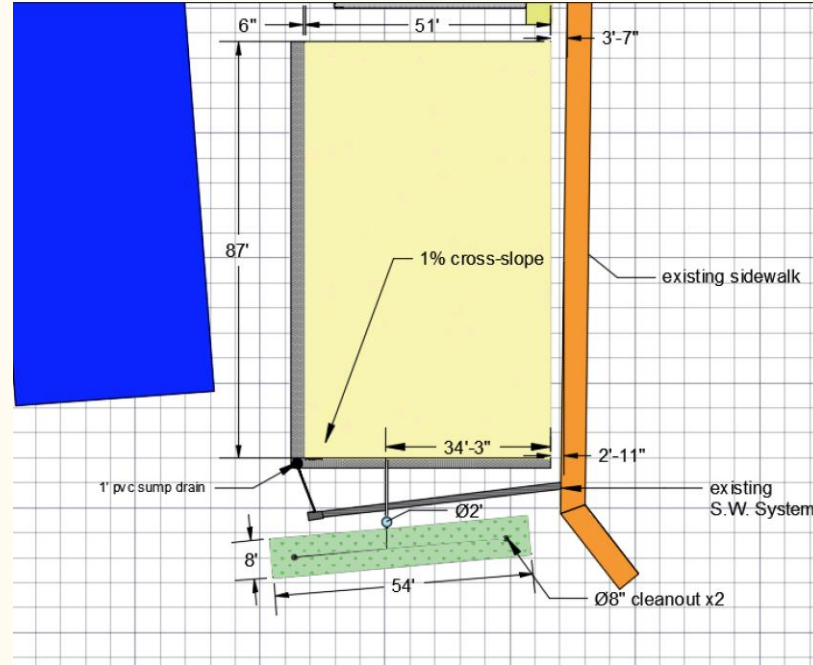 6"
51'
3'-7"
87'
1% cross-slope
existing sidewalk
34'-3"
2'-11"
1' pvc sump drain
existing
S.W. System
Ø2'
8'
54'
Ø8" cleanout x2